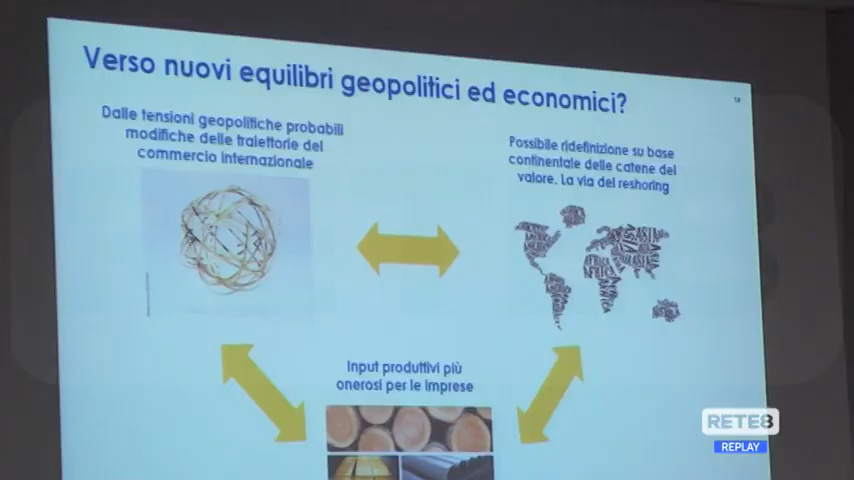 Verso nuovi equilibri geopolitici ed economici?
Dalle tensioni geopolitiche probabili
modifiche delle traiettorie del
commercio internazionale
Possibile ridefinizione su base
continentale delle catene del
valore. La via del reshoring
AFRICA
ASIA
Input produttivi più
onerosi per le imprese
RETE8
REPLAY